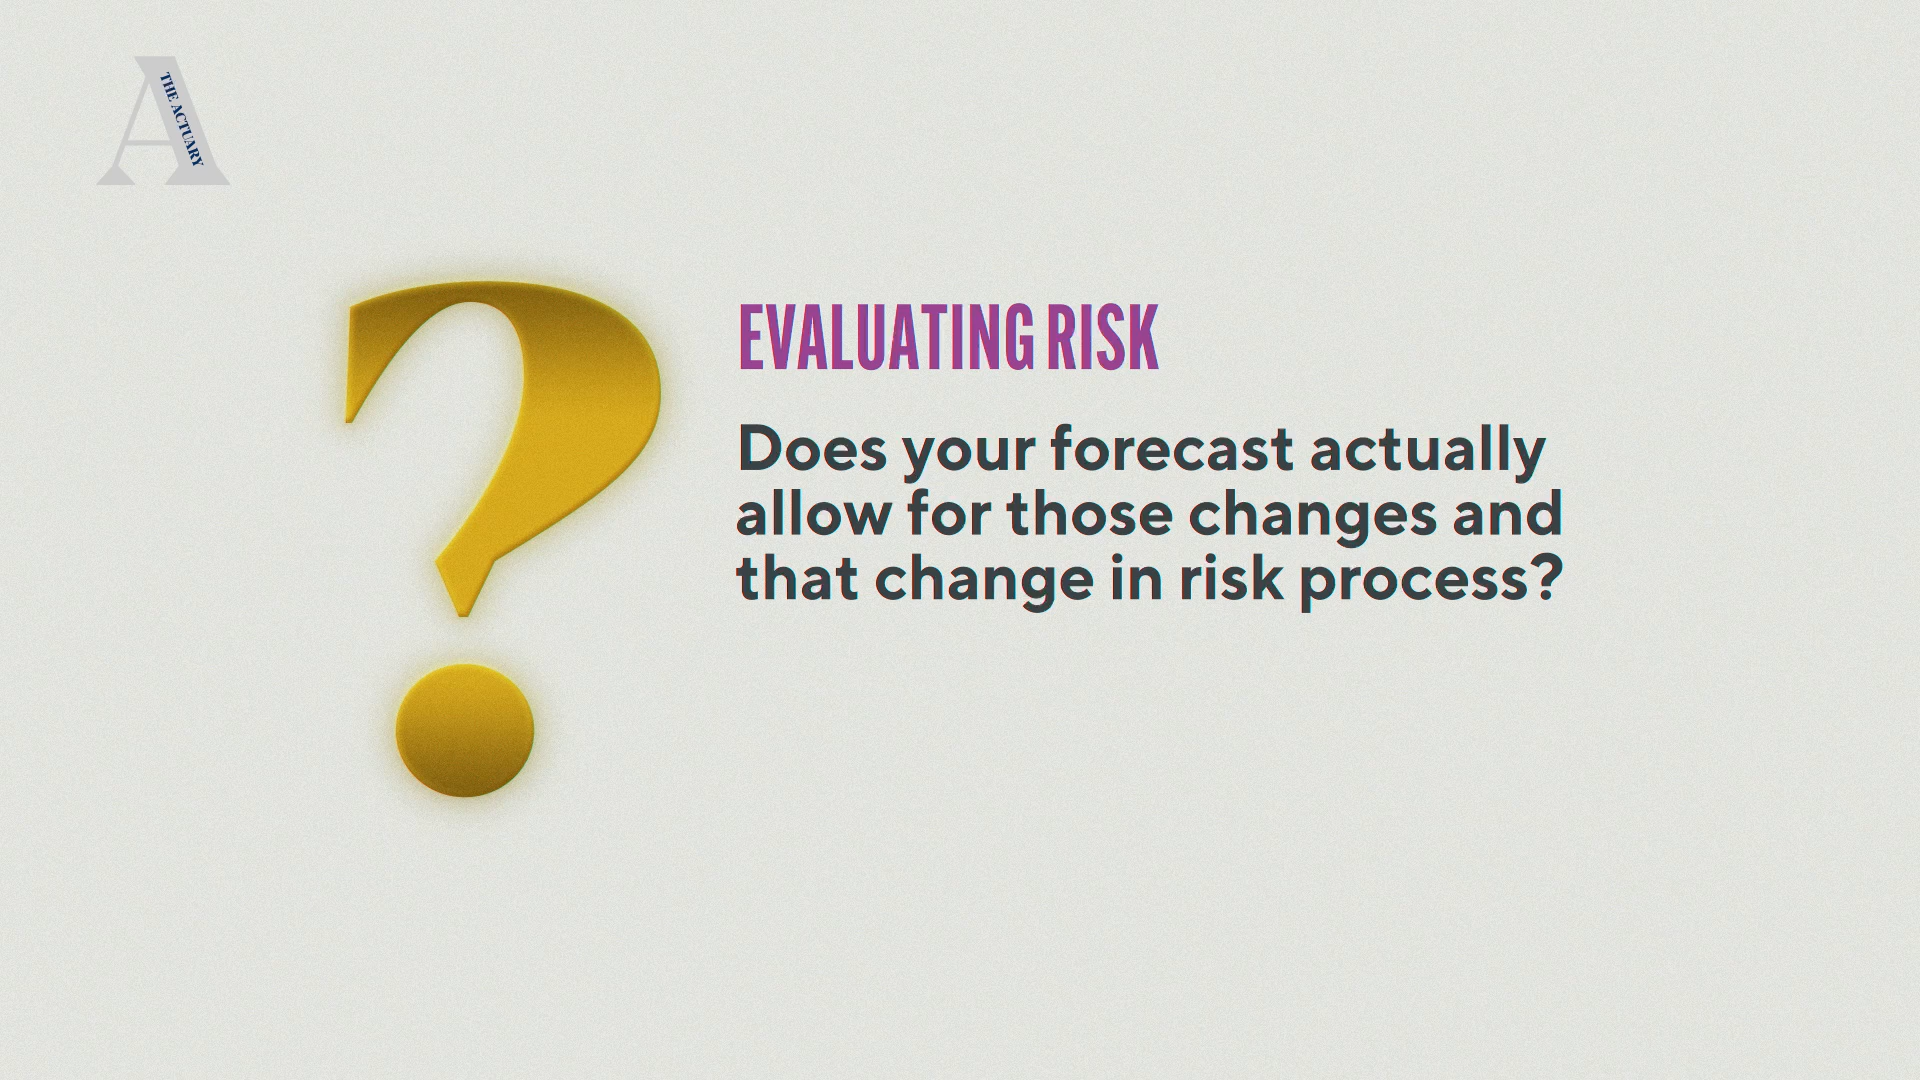 THE ACTUARY
EVALUATING RISK
Does your forecast actually
allow for those changes and
that change in risk process?